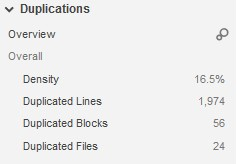 Duplications
Overview
Overall
Density 16.5%
Duplicated Lines 1,974
Duplicated Blocks 56
Duplicated Files 24